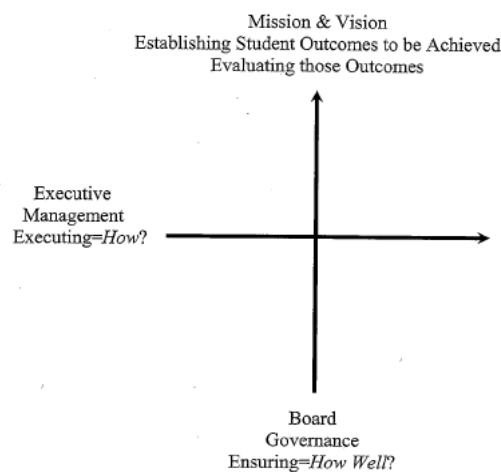 Mission & Vision
Establishing Student Outcomes to be Achieved
Evaluating those Outcomes
Executive
Management
Executing=How?
Board
Governance
Ensuring=How Well?